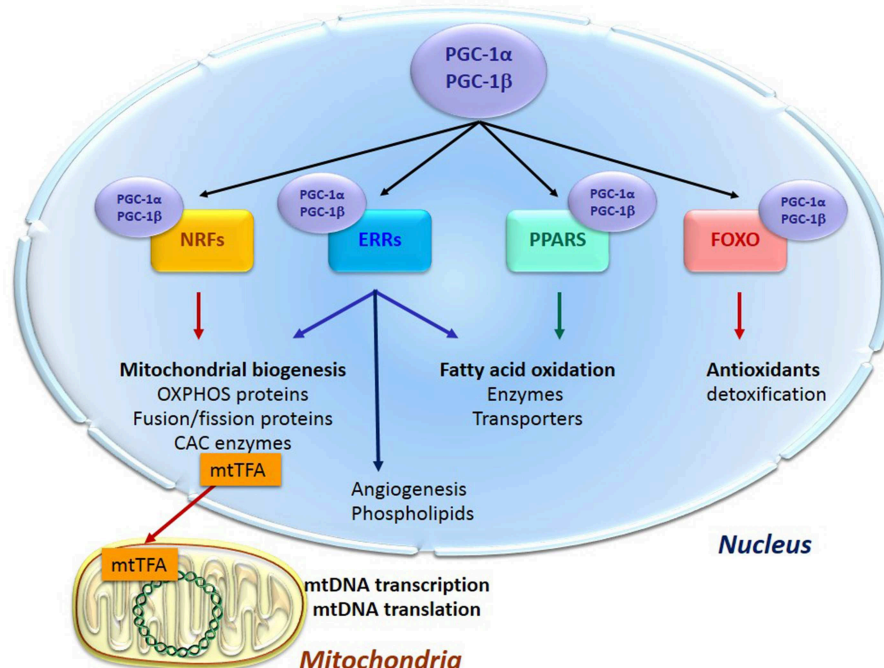 PGC-1α
PGC-1β
PGC-1α
PGC-1β
NRFs
PGC-1α
PGC-1β
ERRs
PGC-1α
PGC-1β
PPARS
PGC-1α
PGC-1β
FOXO
Mitochondrial biogenesis
OXPHOS proteins
Fusion/fission proteins
CAC enzymes
mtTFA
Fatty acid oxidation
Enzymes
Transporters
Antioxidants
detoxification
Angiogenesis
Phospholipids
Nucleus
mtTFA
mtDNA transcription
mtDNA translation
Mitochondria